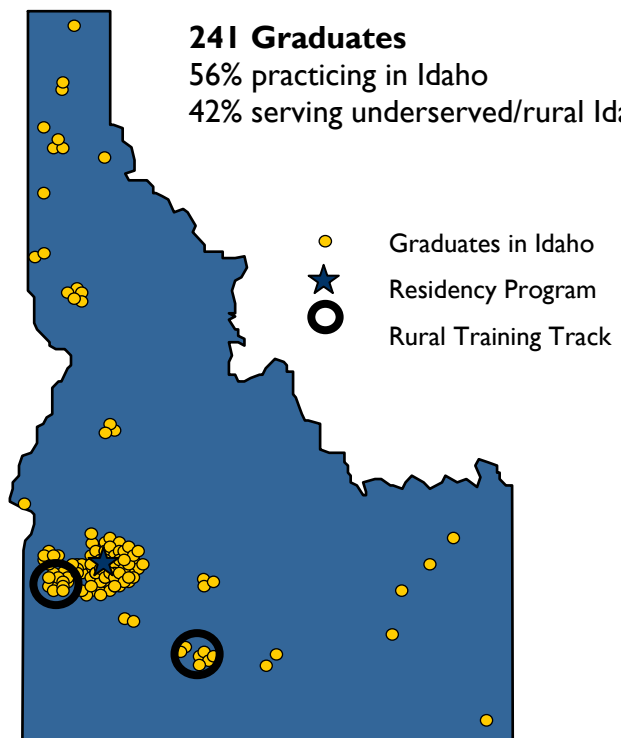 241 Graduates
56% practicing in Idaho
42% serving underserved/rural
Graduates in Idaho
Residency Program
Rural Training Track